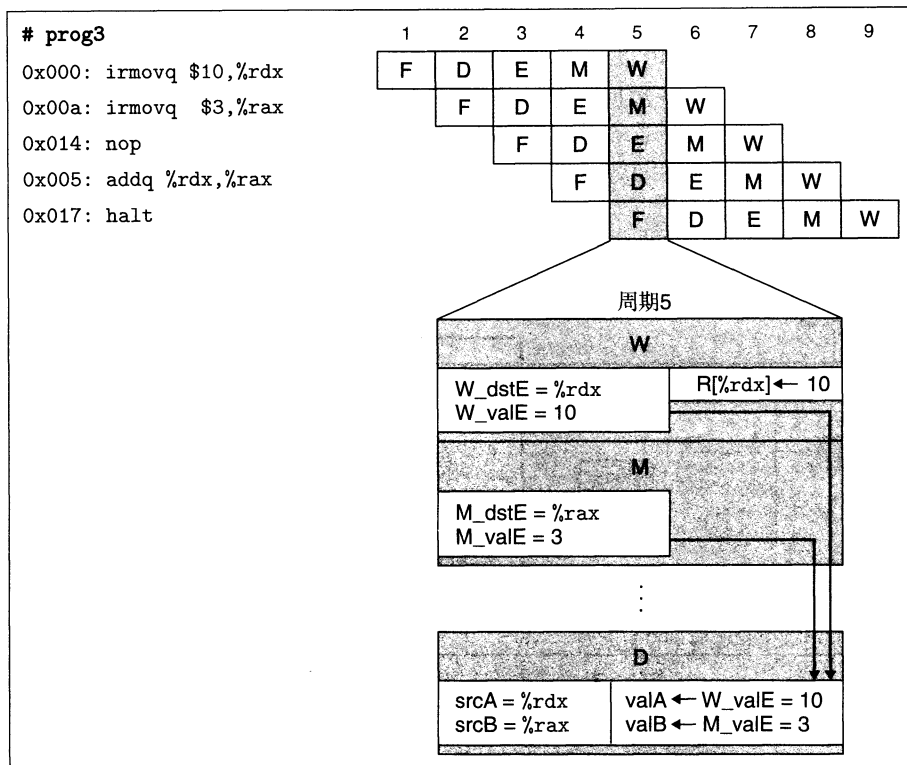 # prog3
1 2 3 4 5 6 7 8 9
0x000: irmovq $10,%rdx F D E M W
0x00a: irmovq $3,%rax F D E M W
0x014: nop F D E M W
0x005: addq %rdx,%rax F D E M W
0x017: halt F D E M W
周期5
W
W_dstE = %rdx R[%rdx] ← 10
W_valE = 10
M
M_dstE = %rax
M_valE = 3
D
srcA = %rdx valA ← W_valE = 10
srcB = %rax valB ← M_valE = 3